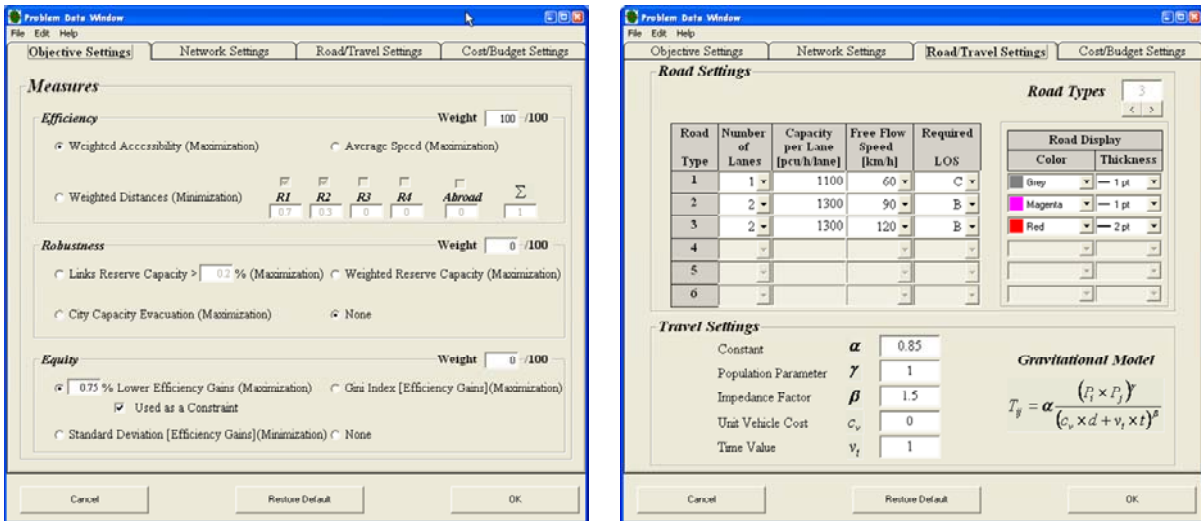 Problem Data Window
File Edit Help
Objective Settings Network Settings Road/Travel Settings Cost/Budget Settings
Measures
Efficiency Weight 100 /100
Weighted Accessibility (Maximization) Average Speed (Maximization)
Weighted Distances (Minimization) R1 R2 R3 R4 Abroad Σ
0.7 0.3 0 0 0 1
Robustness Weight 0 /100
Links Reserve Capacity > 0.2 % (Maximization) Weighted Reserve Capacity (Maximization)
City Capacity Evacuation (Maximization) None
Equity Weight 0 /100
0.75 % Lower Efficiency Gains (Maximization) Gini Index [Efficiency Gains](Maximization)
Used as a Constraint
Standard Deviation [Efficiency Gains](Minimization) None
Cancel Restore Default OK
Problem Data Window
File Edit Help
Objective Settings Network Settings Road/Travel Settings Cost/Budget Settings
Road Settings
Road Types 3
< >
Road Type Number of Lanes Capacity per Lane [pcu/h/lane] Free Flow Speed [km/h] Required LOS Road Display
Color Thickness
1 1 1100 60 C Grey 1 pt
2 2 1300 90 B Magenta 1 pt
3 2 1300 120 B Red 2 pt
4
5
6
Travel Settings
Constant α 0.85
Population Parameter γ 1
Impedance Factor β 1.5
Unit Vehicle Cost cᵥ 0
Time Value vₜ 1
Gravitational Model
T_ij = α (P_i × P_j)^γ / (c_v × d + v_t × t)^β
Cancel Restore Default OK